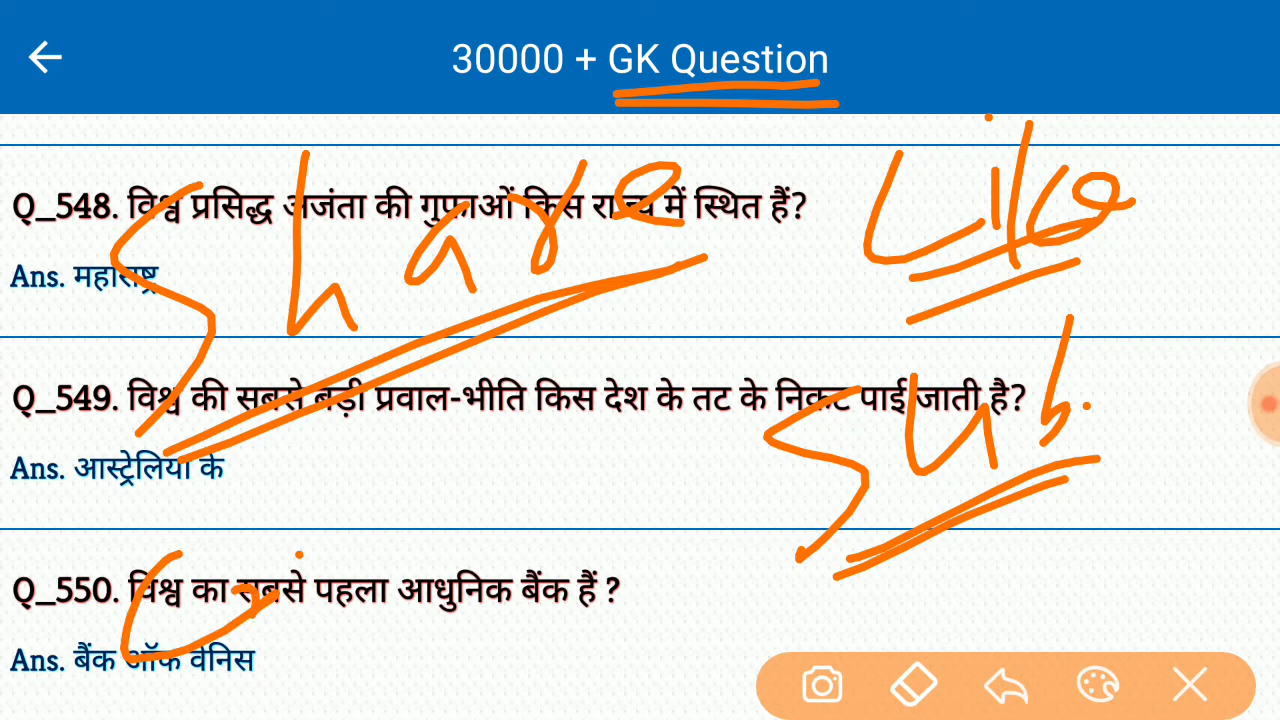 30000 + GK Question
Q_548. विश्व प्रसिद्ध अजंता की गुफाओं किस राज्य में स्थित हैं?
Ans. महाराष्ट्र
Share
Like
Q_549. विश्व की सबसे बड़ी प्रवाल-भीति किस देश के तट के निकट पाई जाती है?
Ans. आस्ट्रेलिया के
Sub.
Q_550. विश्व का सबसे पहला आधुनिक बैंक हैं ?
Ans. बैंक ऑफ वेनिस